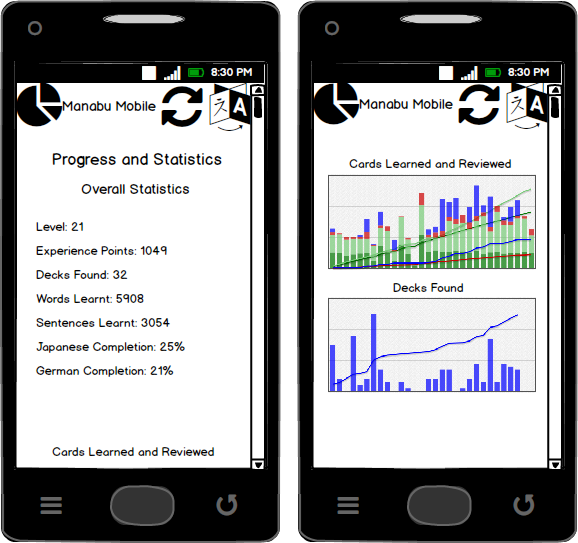 8:30 PM
Manabu Mobile
え A
Progress and Statistics
Overall Statistics
Level: 21
Experience Points: 1049
Decks Found: 32
Words Learnt: 5908
Sentences Learnt: 3054
Japanese Completion: 25%
German Completion: 21%
Cards Learned and Reviewed
8:30 PM
Manabu Mobile
え A
Cards Learned and Reviewed
Decks Found